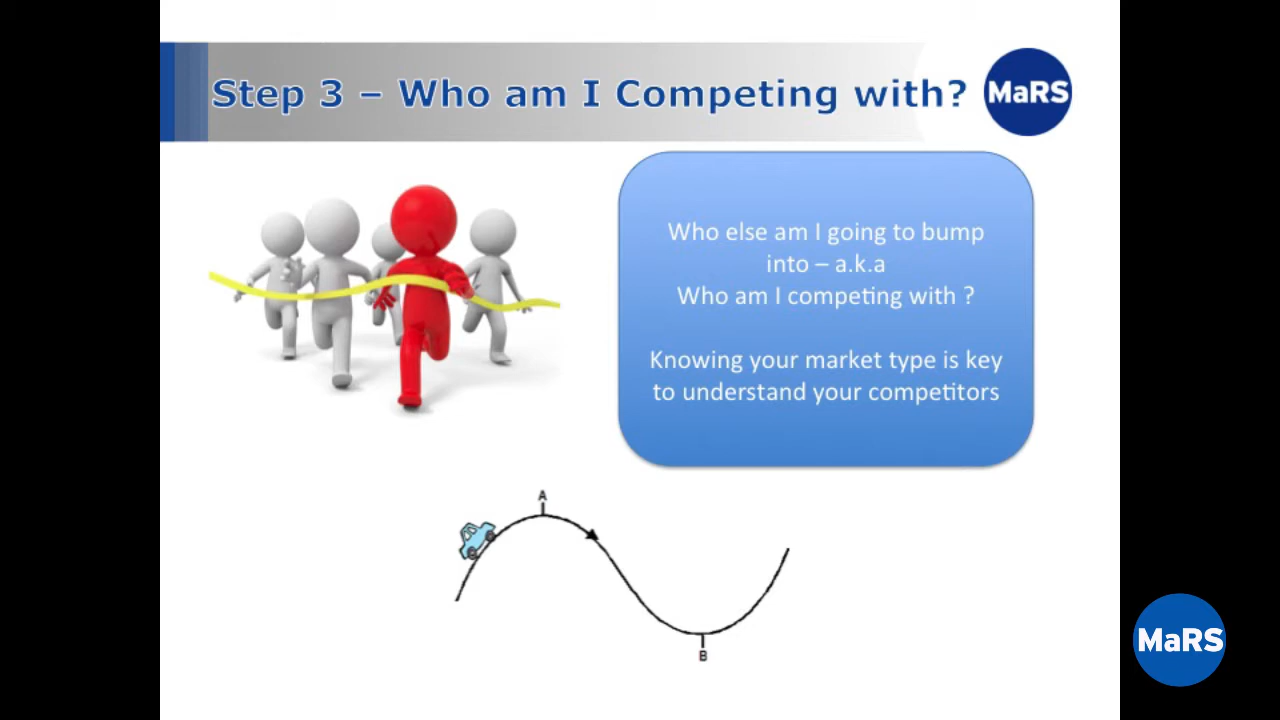 Step 3 – Who am I Competing with?
MaRS
Who else am I going to bump
into – a.k.a
Who am I competing with ?
Knowing your market type is key
to understand your competitors
A
B
MaRS